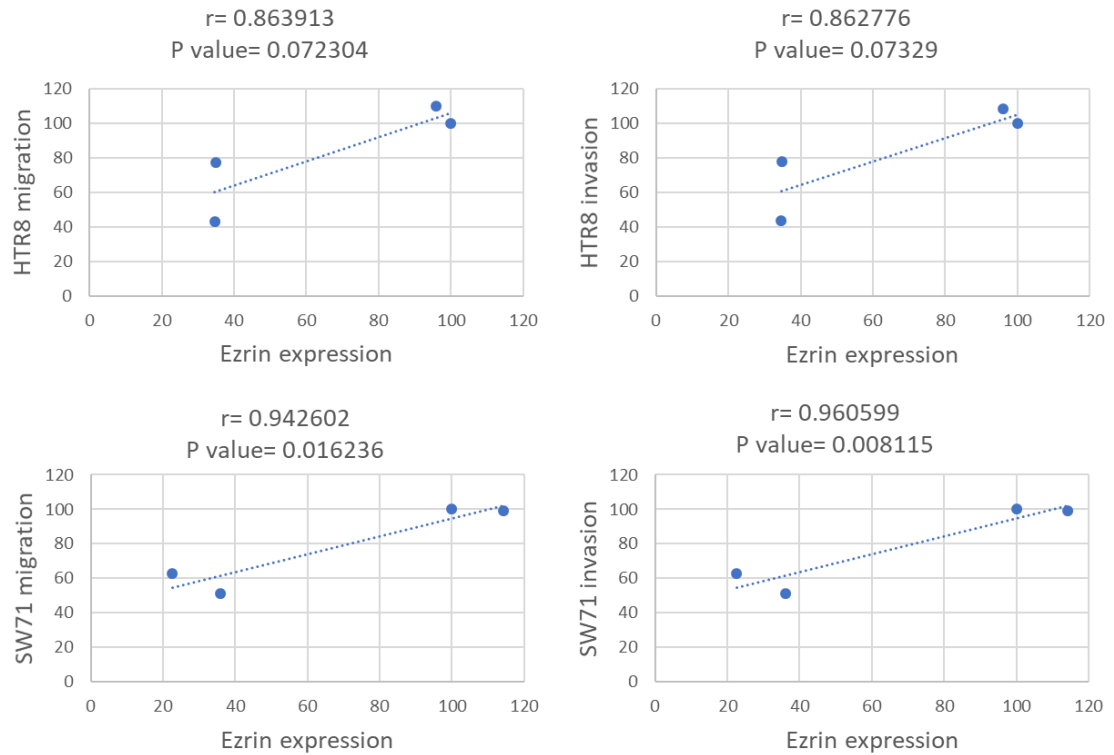 r= 0.863913
P value= 0.072304
120
100
80
60
40
20
0
HTR8 migration
0 20 40 60 80 100 120
Ezrin expression
r= 0.862776
P value= 0.07329
120
100
80
60
40
20
0
HTR8 invasion
0 20 40 60 80 100 120
Ezrin expression
r= 0.942602
P value= 0.016236
120
100
80
60
40
20
0
SW71 migration
0 20 40 60 80 100 120
Ezrin expression
r= 0.960599
P value= 0.008115
120
100
80
60
40
20
0
SW71 invasion
0 20 40 60 80 100 120
Ezrin expression